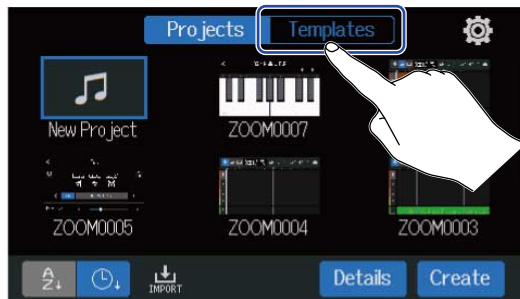 Projects Templates
New Project ZOOM0007
ZOOM0005 ZOOM0004 ZOOM0003
A Z IMPORT Details Create